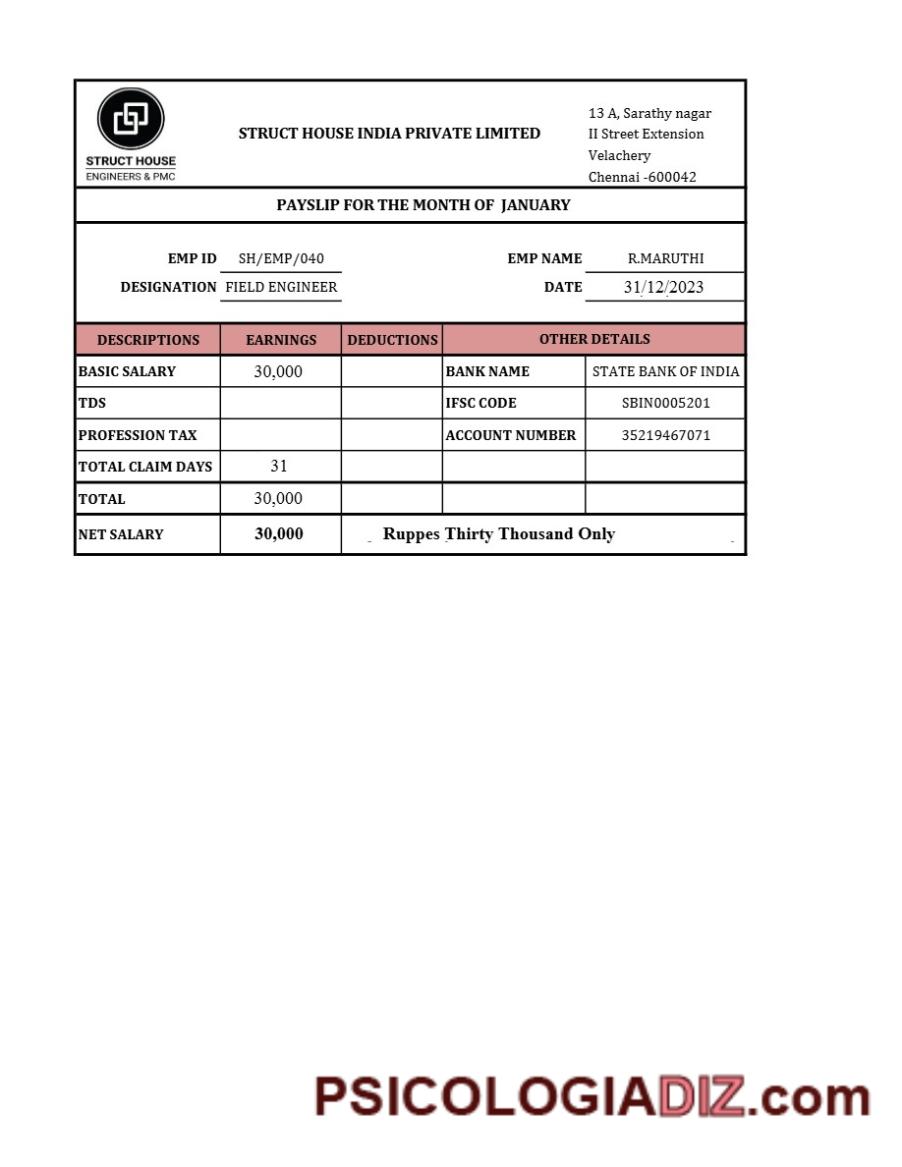 STRUCT HOUSE
ENGINEERS & PMC
STRUCT HOUSE INDIA PRIVATE LIMITED
13 A, Sarathy nagar
II Street Extension
Velachery
Chennai -600042
PAYSLIP FOR THE MONTH OF JANUARY
EMP ID SH/EMP/040 EMP NAME R.MARUTHI
DESIGNATION FIELD ENGINEER DATE 31/12/2023
DESCRIPTIONS EARNINGS DEDUCTIONS OTHER DETAILS
BASIC SALARY 30,000 BANK NAME STATE BANK OF INDIA
TDS IFSC CODE SBIN0005201
PROFESSION TAX ACCOUNT NUMBER 35219467071
TOTAL CLAIM DAYS 31
TOTAL 30,000
NET SALARY 30,000 Ruppes Thirty Thousand Only
PSICOLOGIADIZ.com